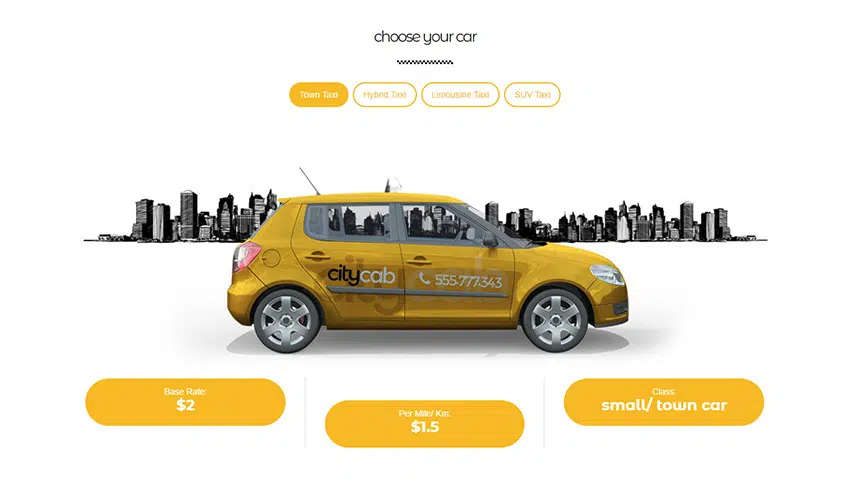 choose your car
Town Taxi
Hybrid Taxi
Limousine Taxi
SUV Taxi
citycab
555.777.343
Base Rate:
$2
Per Mile/ Km:
$1.5
Class:
small/ town car